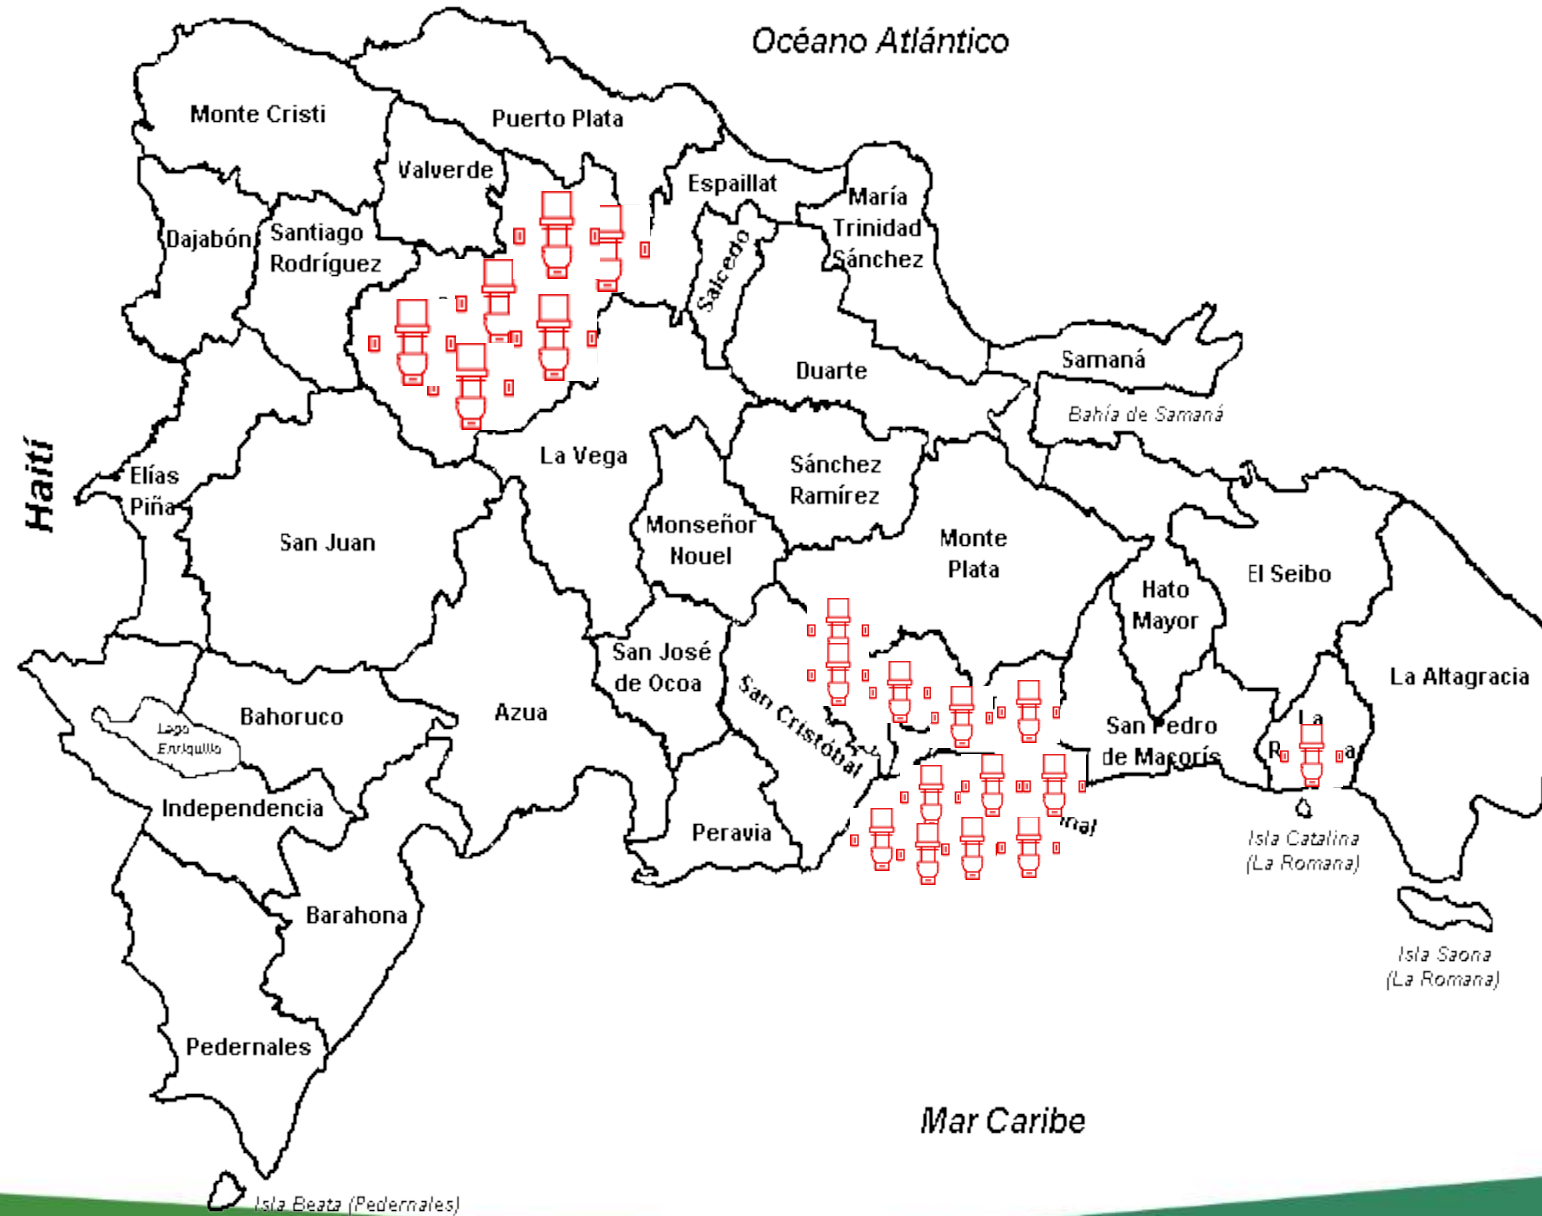 Océano Atlántico
Monte Cristi
Puerto Plata
Valverde
Espaillat
María
Trinidad
Sánchez
Dajabón
Santiago
Rodríguez
Salcedo
Duarte
Samaná
Bahía de Samaná
Haití
Elías
Piña
La Vega
Sánchez
Ramírez
San Juan
Monseñor
Nouel
Monte
Plata
Hato
Mayor
El Seibo
San José
de Ocoa
San Cristóbal
La Altagracia
Bahoruco
Azua
Lago
Enriquillo
San Pedro
de Macorís
La
R a
Independencia
Peravia
inal
Isla Catalina
(La Romana)
Barahona
Isla Saona
(La Romana)
Pedernales
Mar Caribe
Isla Beata (Pedernales)